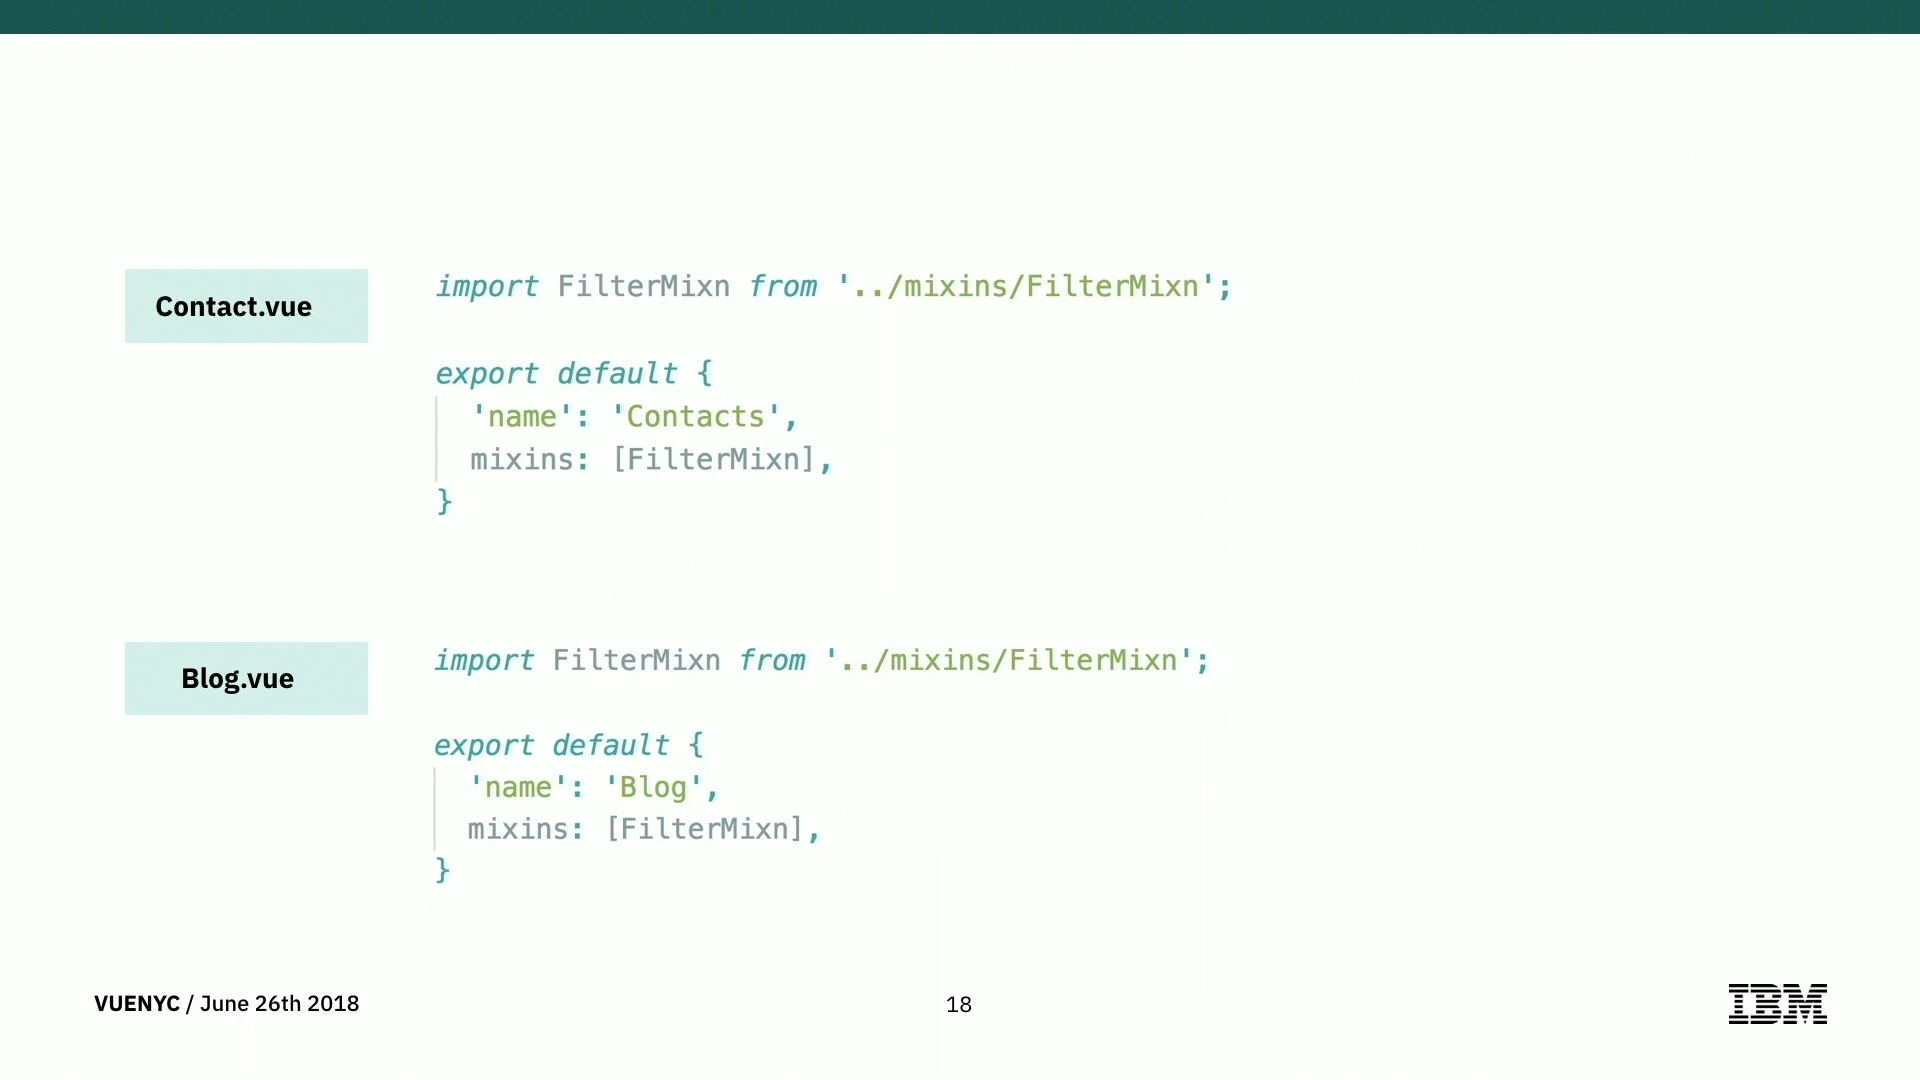 Contact.vue
import FilterMixn from '../mixins/FilterMixn';
export default {
'name': 'Contacts',
mixins: [FilterMixn],
}
Blog.vue
import FilterMixn from '../mixins/FilterMixn';
export default {
'name': 'Blog',
mixins: [FilterMixn],
}
VUENYC / June 26th 2018
18
IBM